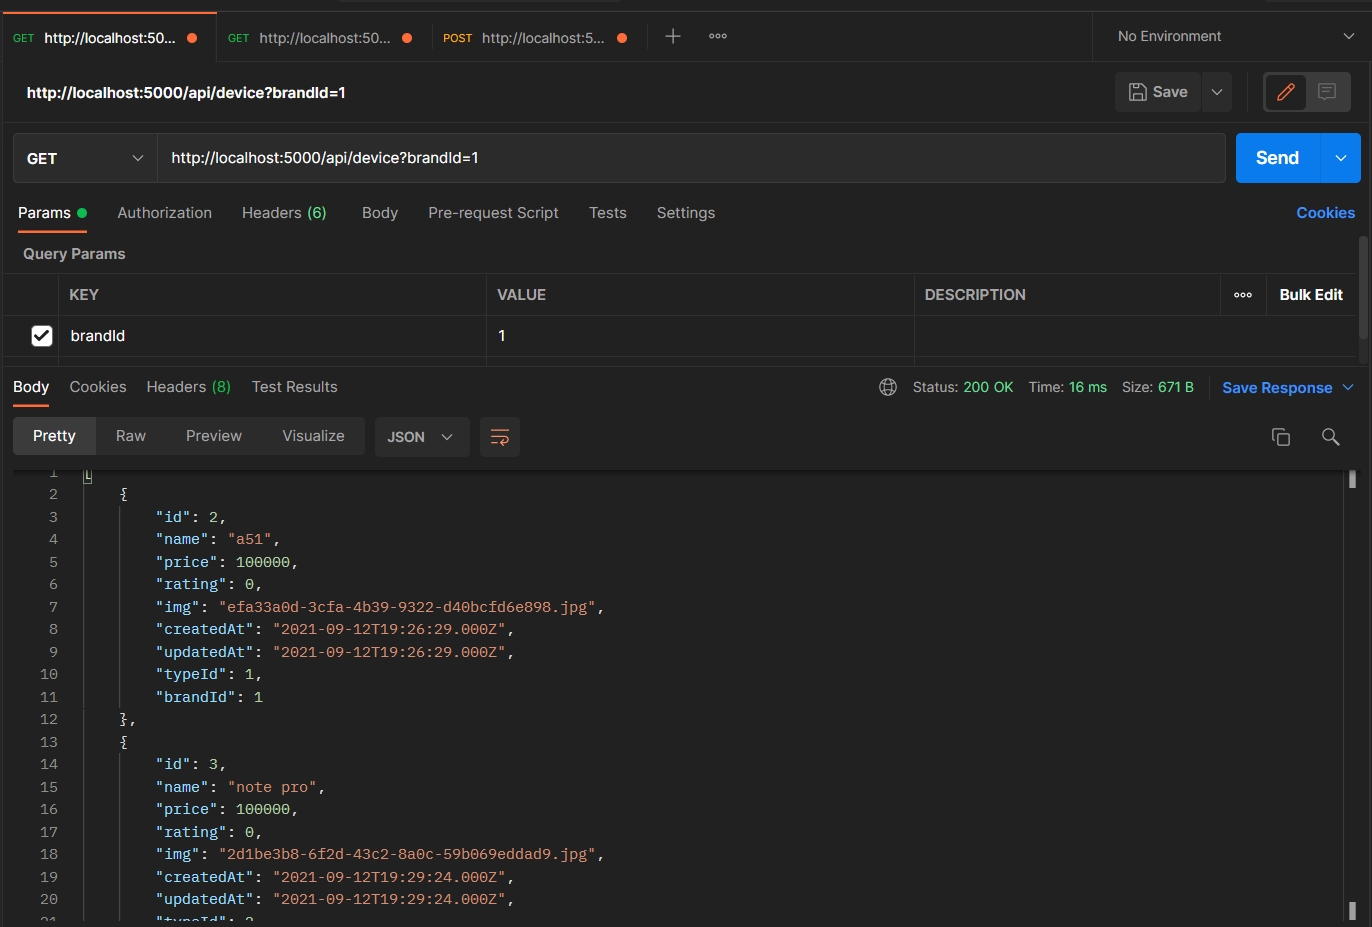 GET http://localhost:50... GET http://localhost:50... POST http://localhost:5... No Environment
http://localhost:5000/api/device?brandId=1 Save
GET http://localhost:5000/api/device?brandId=1 Send
Params Authorization Headers (6) Body Pre-request Script Tests Settings Cookies
Query Params
KEY VALUE DESCRIPTION Bulk Edit
brandId 1
Body Cookies Headers (8) Test Results Status: 200 OK Time: 16 ms Size: 671 B Save Response
Pretty Raw Preview Visualize JSON
1 [
2 {
3 "id": 2,
4 "name": "a51",
5 "price": 100000,
6 "rating": 0,
7 "img": "efa33a0d-3cfa-4b39-9322-d40bcfd6e898.jpg",
8 "createdAt": "2021-09-12T19:26:29.000Z",
9 "updatedAt": "2021-09-12T19:26:29.000Z",
10 "typeId": 1,
11 "brandId": 1
12 },
13 {
14 "id": 3,
15 "name": "note pro",
16 "price": 100000,
17 "rating": 0,
18 "img": "2d1be3b8-6f2d-43c2-8a0c-59b069eddad9.jpg",
19 "createdAt": "2021-09-12T19:29:24.000Z",
20 "updatedAt": "2021-09-12T19:29:24.000Z",
21 "typeId":